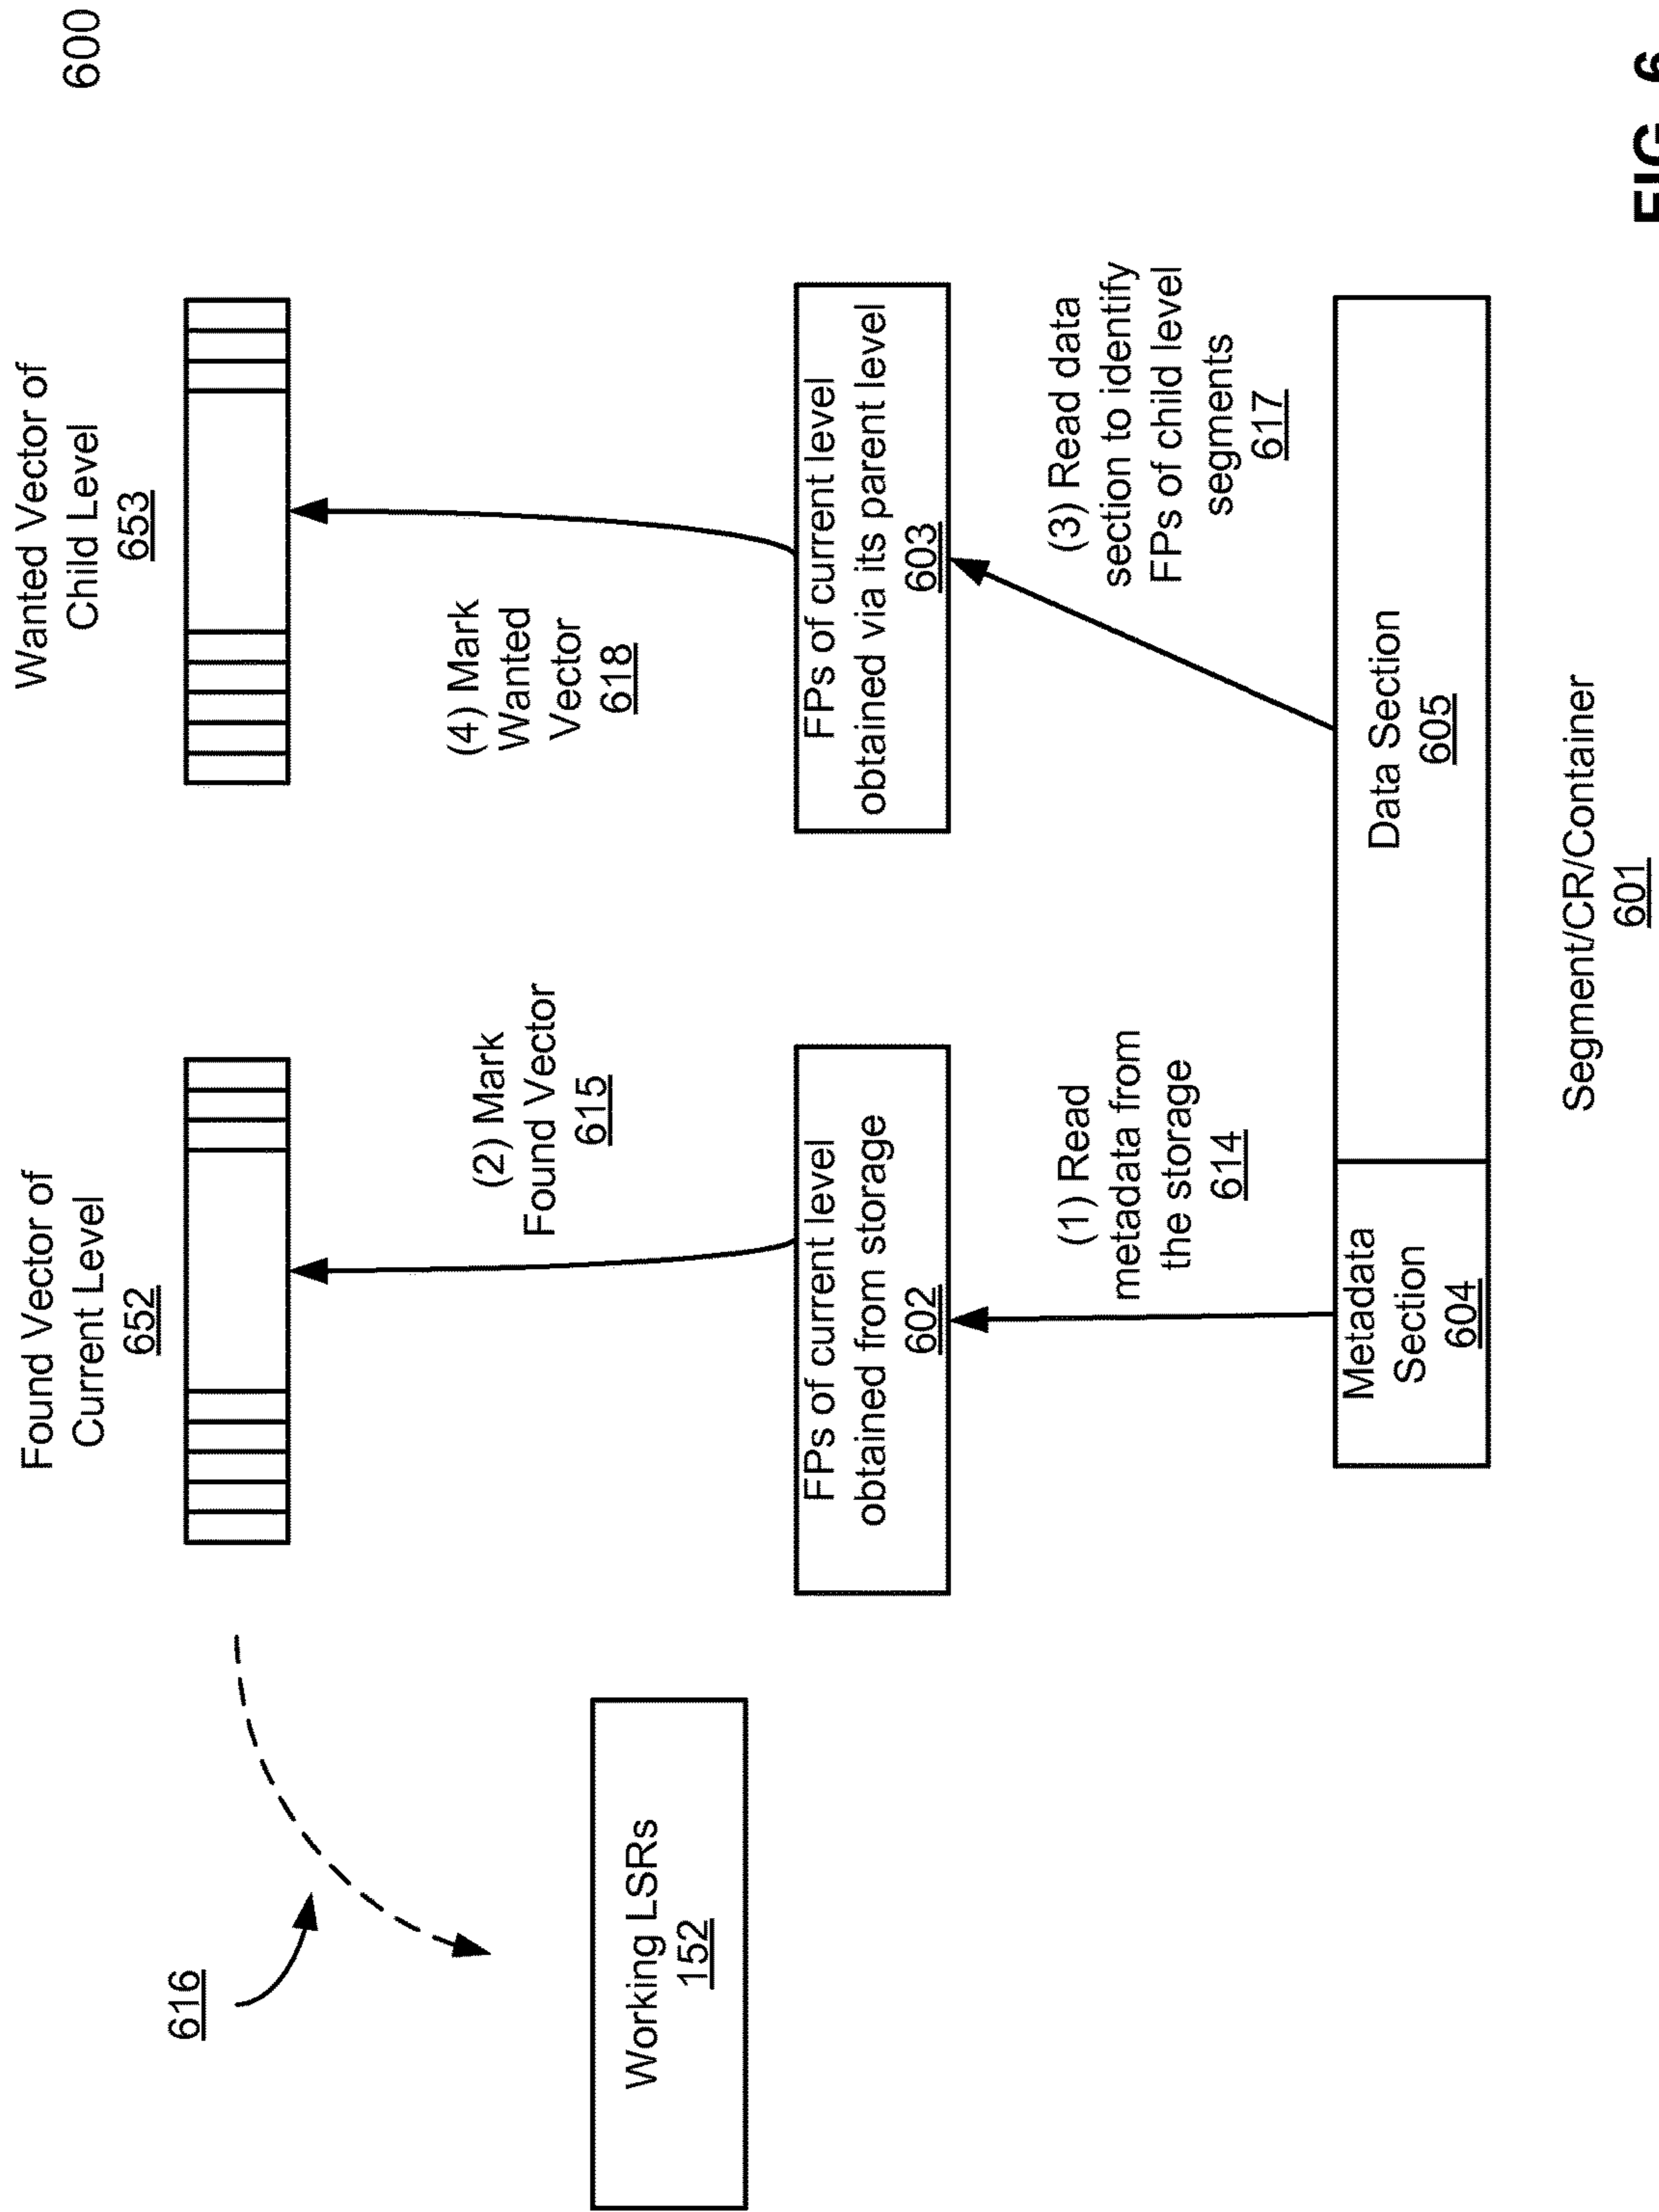 600
Found Vector of
Current Level
652
Wanted Vector of
Child Level
653
616
(2) Mark
Found Vector
615
(4) Mark
Wanted
Vector
618
Working LSRs
152
FPs of current level
obtained from storage
602
FPs of current level
obtained via its parent level
603
(1) Read
metadata from
the storage
614
(3) Read data
section to identify
FPs of child level
segments
617
Metadata
Section
604
Data Section
605
Segment/CR/Container
601
FIG. 6